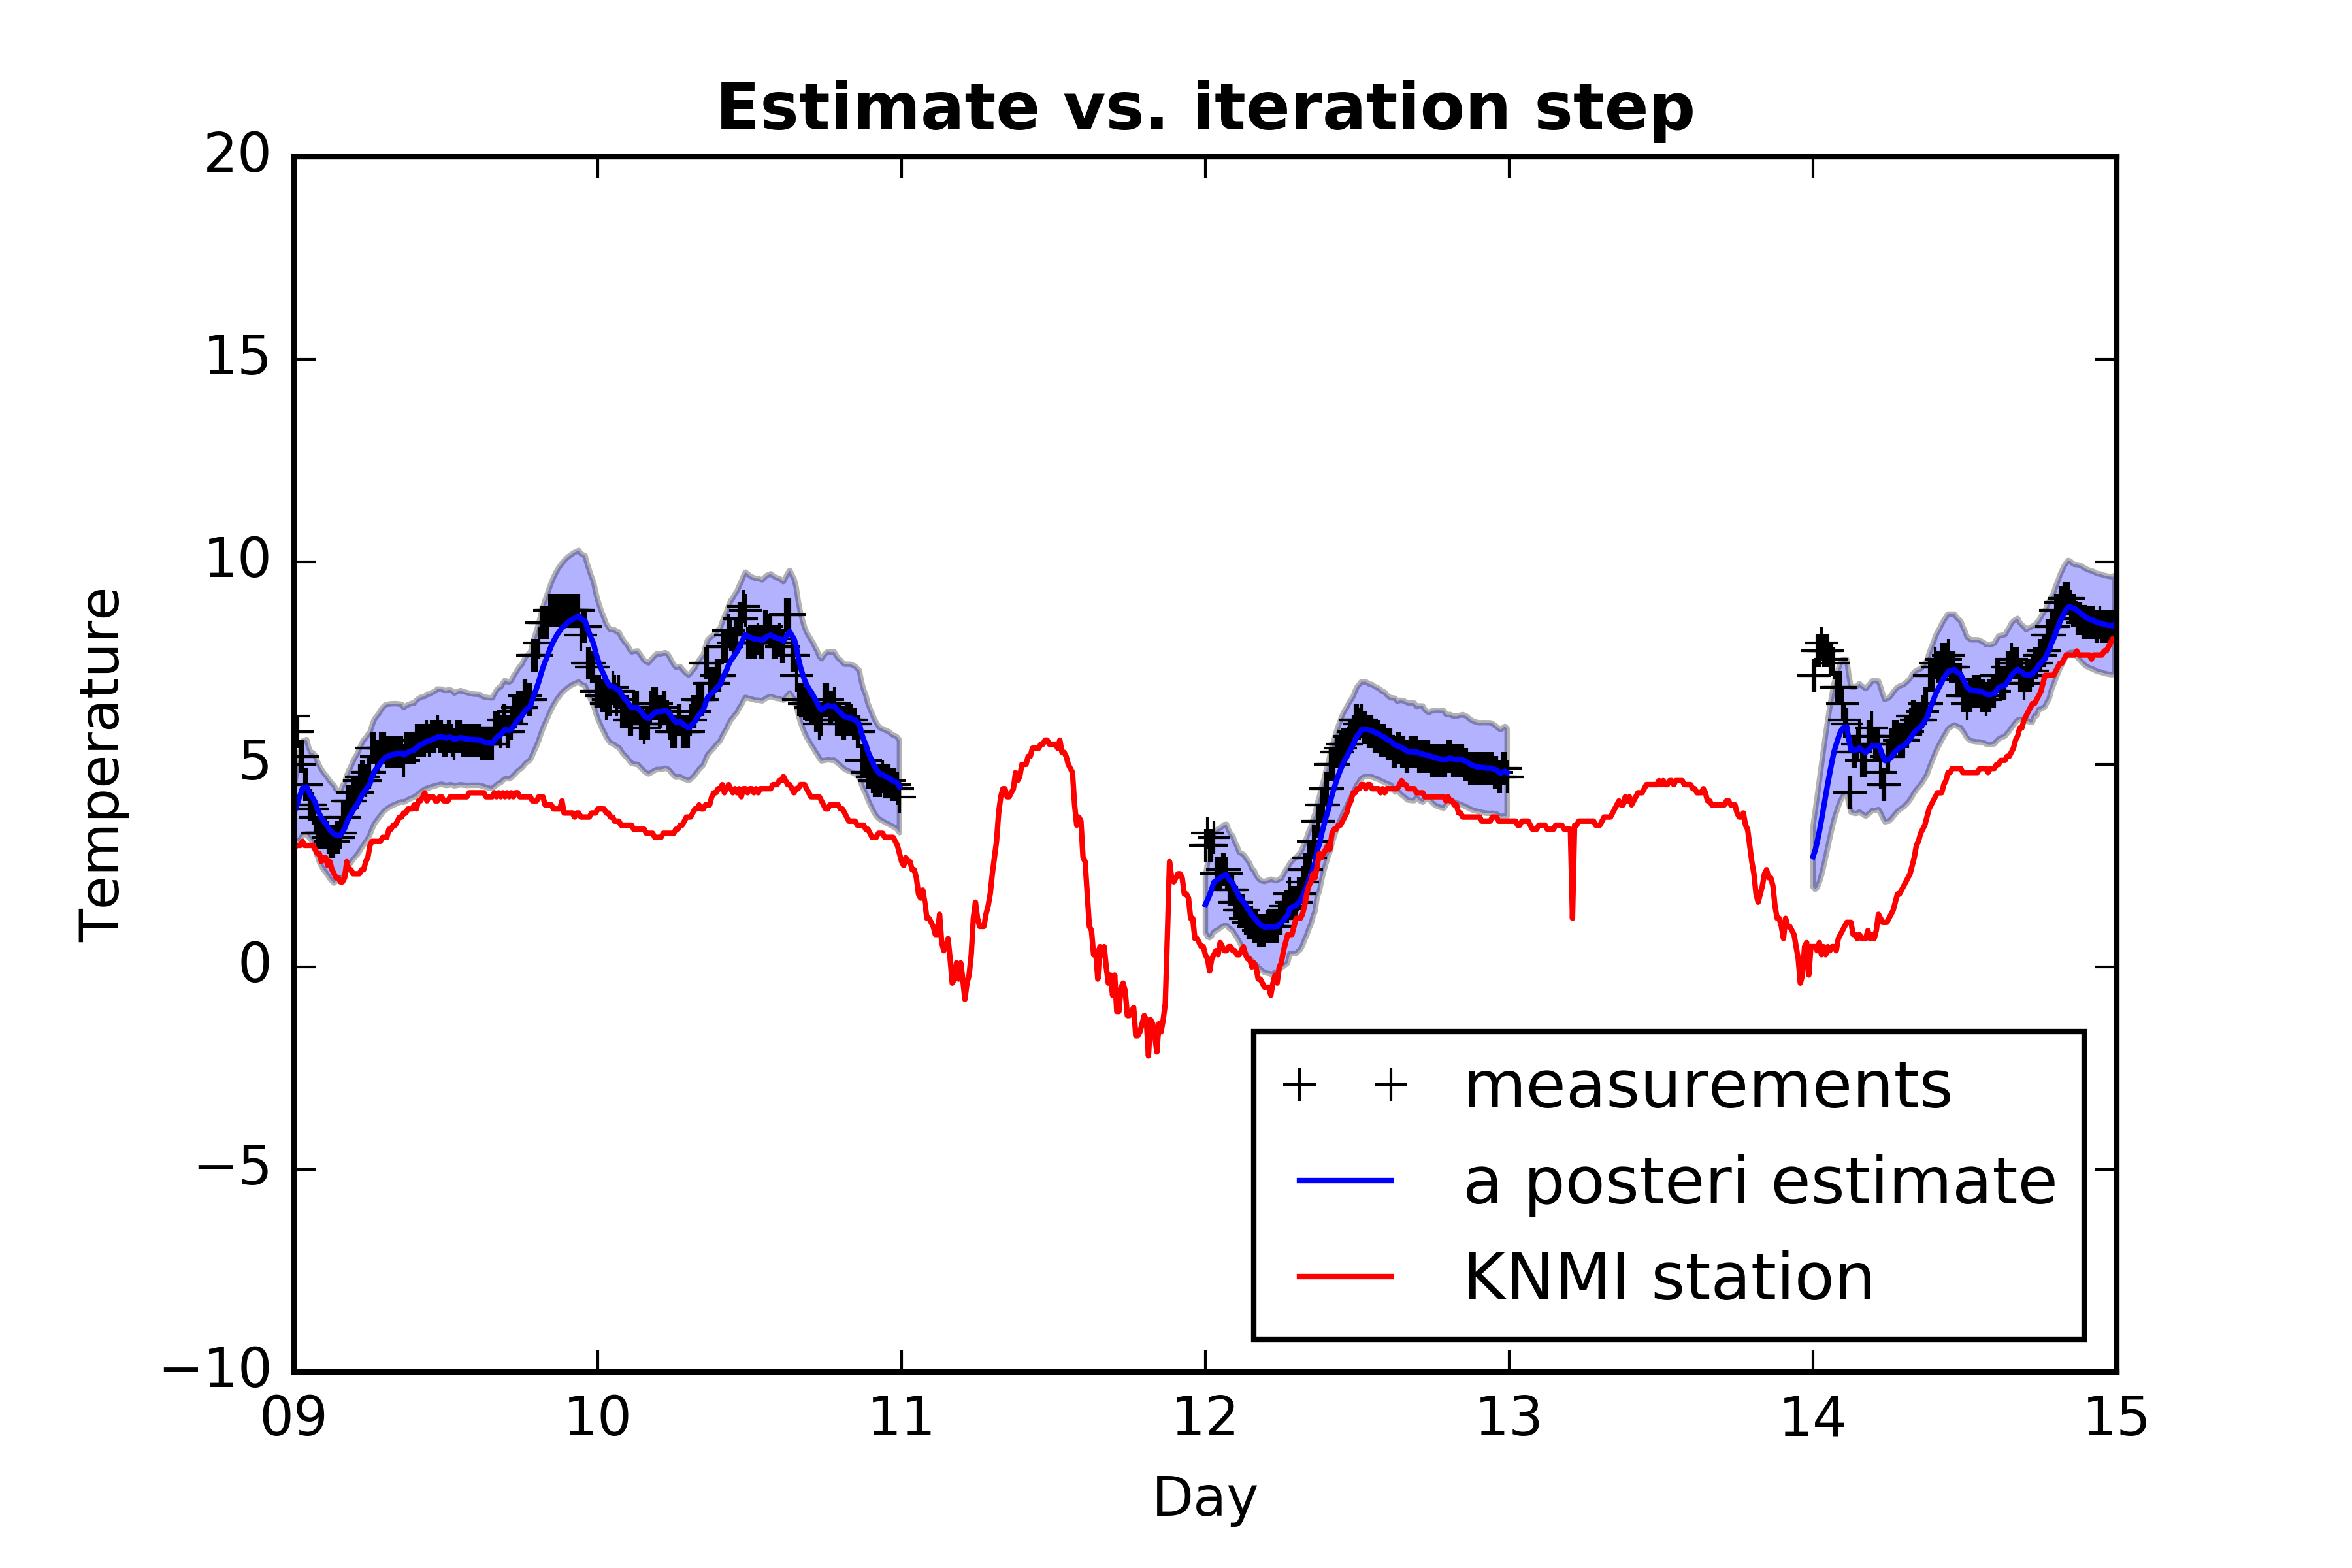 Estimate vs. iteration step
20
15
10
5
0
−5
−10
Temperature
measurements
a posteri estimate
KNMI station
09 10 11 12 13 14 15
Day